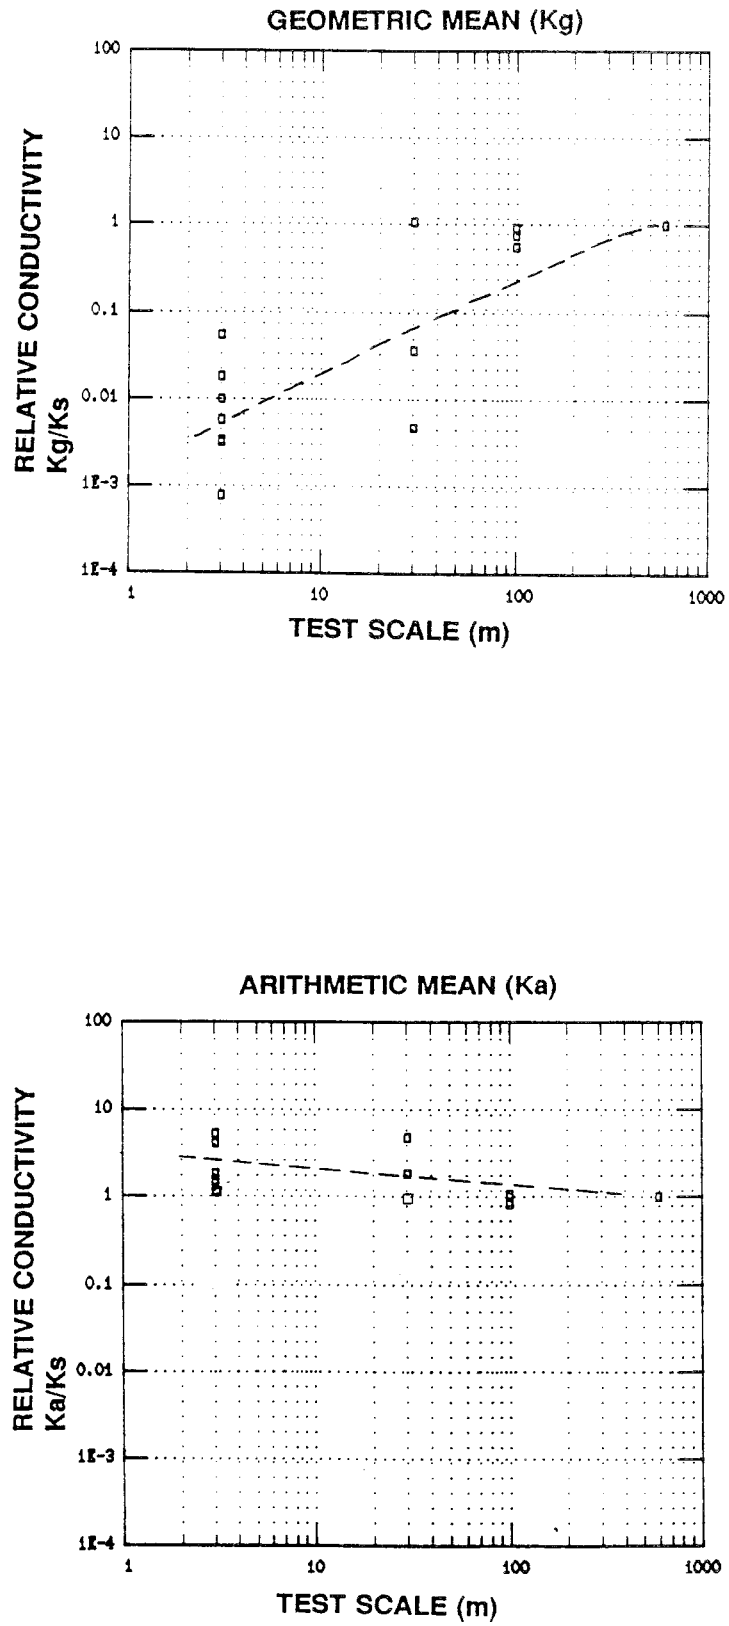 GEOMETRIC MEAN (Kg)
100
10
1
0.1
0.01
1E-3
1E-4
RELATIVE CONDUCTIVITY
Kg/Ks
1 10 100 1000
TEST SCALE (m)
ARITHMETIC MEAN (Ka)
100
10
1
0.1
0.01
1E-3
1E-4
RELATIVE CONDUCTIVITY
Ka/Ks
1 10 100 1000
TEST SCALE (m)